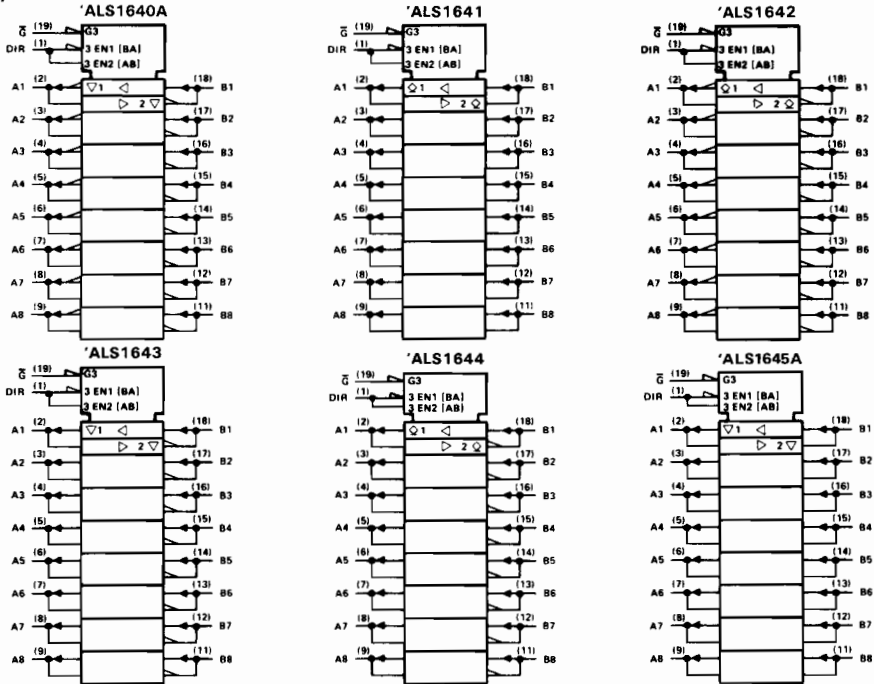 'ALS1640A
G̅ (19) G3
DIR (1) 3 EN1 [BA]
3 EN2 [AB]
A1 (2) ▽1 ◁ (18) B1
▷ 2▽
A2 (3) (17) B2
A3 (4) (16) B3
A4 (5) (15) B4
A5 (6) (14) B5
A6 (7) (13) B6
A7 (8) (12) B7
A8 (9) (11) B8
'ALS1641
G̅ (19) G3
DIR (1) 3 EN1 [BA]
3 EN2 [AB]
A1 (2) ◇1 ◁ (18) B1
▷ 2◇
A2 (3) (17) B2
A3 (4) (16) B3
A4 (5) (15) B4
A5 (6) (14) B5
A6 (7) (13) B6
A7 (8) (12) B7
A8 (9) (11) B8
'ALS1642
G̅ (19) G3
DIR (1) 3 EN1 [BA]
3 EN2 [AB]
A1 (2) ◇1 ◁ (18) B1
▷ 2◇
A2 (3) (17) B2
A3 (4) (16) B3
A4 (5) (15) B4
A5 (6) (14) B5
A6 (7) (13) B6
A7 (8) (12) B7
A8 (9) (11) B8
'ALS1643
G̅ (19) G3
DIR (1) 3 EN1 [BA]
3 EN2 [AB]
A1 (2) ▽1 ◁ (18) B1
▷ 2▽
A2 (3) (17) B2
A3 (4) (16) B3
A4 (5) (15) B4
A5 (6) (14) B5
A6 (7) (13) B6
A7 (8) (12) B7
A8 (9) (11) B8
'ALS1644
G̅ (19) G3
DIR (1) 3 EN1 [BA]
3 EN2 [AB]
A1 (2) ◇1 ◁ (18) B1
▷ 2◇
A2 (3) (17) B2
A3 (4) (16) B3
A4 (5) (15) B4
A5 (6) (14) B5
A6 (7) (13) B6
A7 (8) (12) B7
A8 (9) (11) B8
'ALS1645A
G̅ (19) G3
DIR (1) 3 EN1 [BA]
3 EN2 [AB]
A1 (2) ▽1 ◁ (18) B1
▷ 2▽
A2 (3) (17) B2
A3 (4) (16) B3
A4 (5) (15) B4
A5 (6) (14) B5
A6 (7) (13) B6
A7 (8) (12) B7
A8 (9) (11) B8